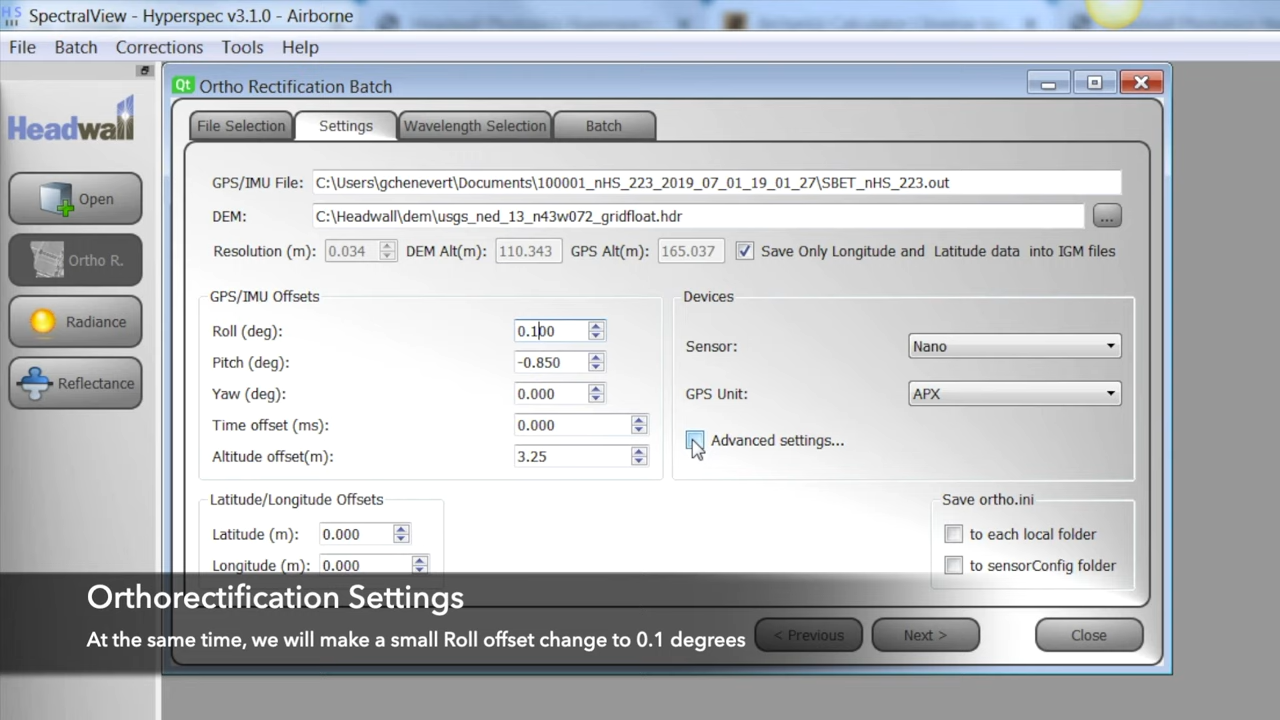 SpectralView - Hyperspec v3.1.0 - Airborne
File Batch Corrections Tools Help
Headwall
Open
Ortho R.
Radiance
Reflectance
Qt Ortho Rectification Batch
File Selection Settings Wavelength Selection Batch
GPS/IMU File: C:\Users\gchenevert\Documents\100001_nHS_223_2019_07_01_19_01_27\SBET_nHS_223.out
DEM: C:\Headwall\dem\usgs_ned_13_n43w072_gridfloat.hdr ...
Resolution (m): 0.034 DEM Alt(m): 110.343 GPS Alt(m): 165.037 Save Only Longitude and Latitude data into IGM files
GPS/IMU Offsets
Roll (deg): 0.100
Pitch (deg): -0.850
Yaw (deg): 0.000
Time offset (ms): 0.000
Altitude offset(m): 3.25
Devices
Sensor: Nano
GPS Unit: APX
Advanced settings...
Latitude/Longitude Offsets
Latitude (m): 0.000
Longitude (m): 0.000
Save ortho.ini
to each local folder
to sensorConfig folder
Orthorectification Settings
At the same time, we will make a small Roll offset change to 0.1 degrees
< Previous Next > Close